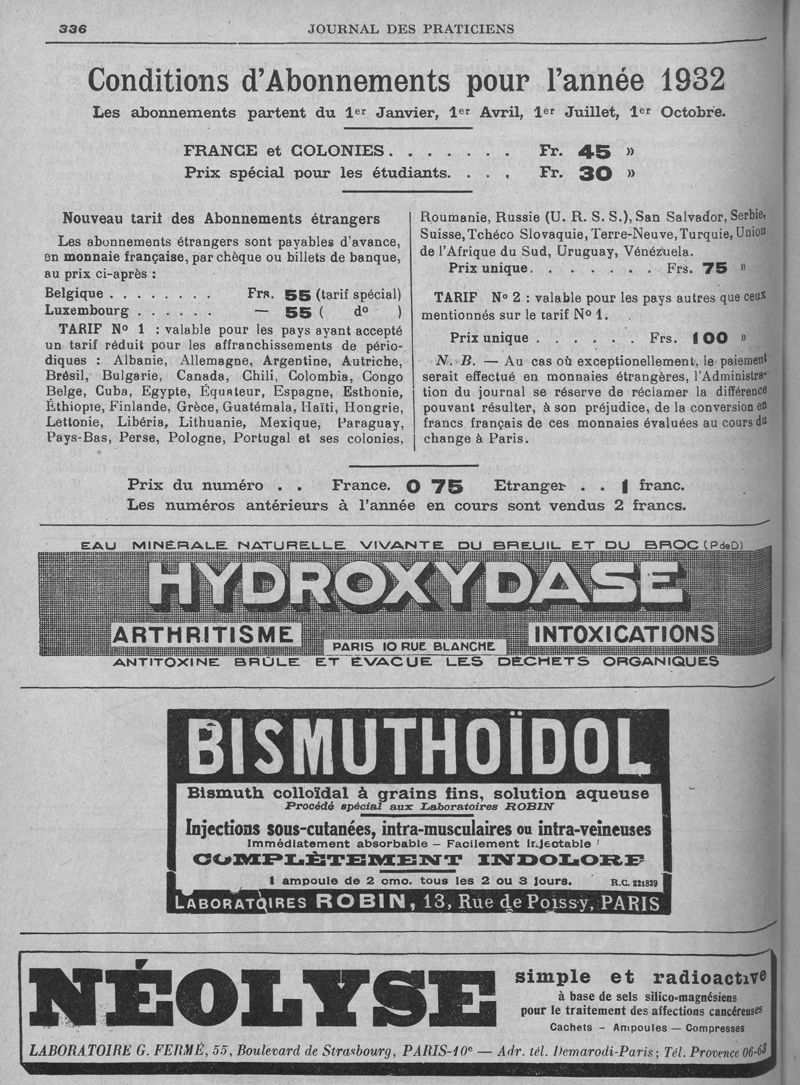 336
JOURNAL DES PRATICIENS
Conditions d'Abonnements pour l'année 1932
Les abonnements partent du 1er Janvier, 1er Avril, 1er Juillet, 1er Octobre.
FRANCE et COLONIES . . . . . . . Fr. 45 »
Prix spécial pour les étudiants. . . . Fr. 30 »
Nouveau tarit des Abonnements étrangers
Les abonnements étrangers sont payables d'avance,
en monnaie française, par chèque ou billets de banque,
au prix ci-après :
Belgique . . . . . . . . Frs. 55 (tarif spécial)
Luxembourg . . . . . . — 55 ( do )
TARIF No 1 : valable pour les pays ayant accepté
un tarif réduit pour les affranchissements de pério-
diques : Albanie, Allemagne, Argentine, Autriche,
Brésil, Bulgarie, Canada, Chili, Colombia, Congo
Belge, Cuba, Egypte, Équateur, Espagne, Esthonie,
Éthiopie, Finlande, Grèce, Guatémala, Haïti, Hongrie,
Lettonie, Libéria, Lithuanie, Mexique, Paraguay,
Pays-Bas, Perse, Pologne, Portugal et ses colonies,
Roumanie, Russie (U. R. S. S.), San Salvador, Serbie,
Suisse, Tchéco Slovaquie, Terre-Neuve, Turquie, Union
de l'Afrique du Sud, Uruguay, Vénézuela.
Prix unique. . . . . . . Frs. 75 »
TARIF No 2 : valable pour les pays autres que ceux
mentionnés sur le tarif No 1.
Prix unique . . . . . . Frs. 100 »
N. B. — Au cas où exceptionellement, le paiement
serait effectué en monnaies étrangères, l'Administra-
tion du journal se réserve de réclamer la différence
pouvant résulter, à son préjudice, de la conversion en
francs français de ces monnaies évaluées au cours du
change à Paris.
Prix du numéro . . France. 0 75 Etranger . . 1 franc.
Les numéros antérieurs à l'année en cours sont vendus 2 francs.
EAU MINÉRALE NATURELLE VIVANTE DU BREUIL ET DU BROC (P de D)
HYDROXYDASE
ARTHRITISME
PARIS 10 RUE BLANCHE
INTOXICATIONS
ANTITOXINE BRÛLE ET ÉVACUE LES DÉCHETS ORGANIQUES
BISMUTHOÏDOL
Bismuth colloïdal à grains fins, solution aqueuse
Procédé spécial aux Laboratoires ROBIN
Injections sous-cutanées, intra-musculaires ou intra-veineuses
Immédiatement absorbable - Facilement injectable
COMPLÈTEMENT INDOLORE
1 ampoule de 2 cmc. tous les 2 ou 3 jours. R.C. 221839
LABORATOIRES ROBIN, 13, Rue de Poissy, PARIS
NÉOLYSE
simple et radioactive
à base de sels silico-magnésiens
pour le traitement des affections cancéreuses
Cachets - Ampoules — Compresses
LABORATOIRE G. FERMÉ, 55, Boulevard de Strasbourg, PARIS-10e — Adr. tél. Demarodi-Paris ; Tél. Provence 06-63